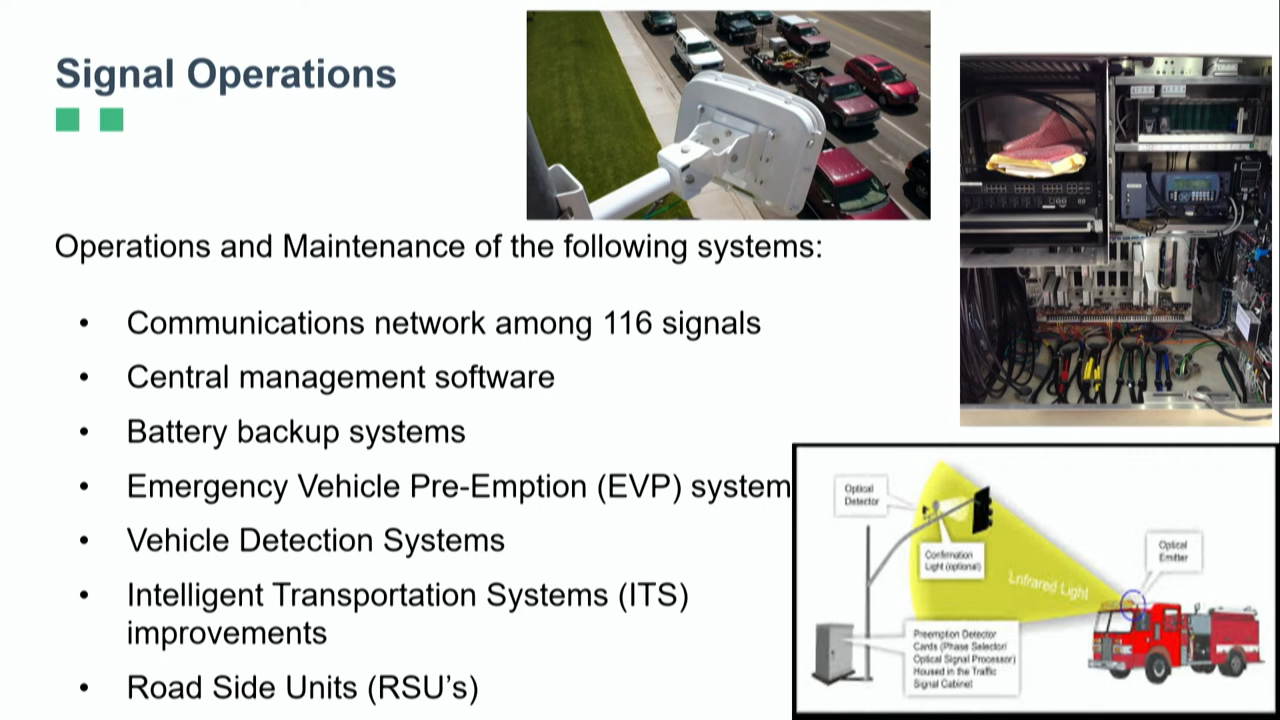 Signal Operations
Operations and Maintenance of the following systems:
• Communications network among 116 signals
• Central management software
• Battery backup systems
• Emergency Vehicle Pre-Emption (EVP) system
• Vehicle Detection Systems
• Intelligent Transportation Systems (ITS)
improvements
• Road Side Units (RSU’s)
Optical
Detector
Confirmation
Light (optional)
Infrared Light
Optical
Emitter
Preemption Detector
Cards (Phase Selector/
Optical Signal Processor)
Housed in the Traffic
Signal Cabinet